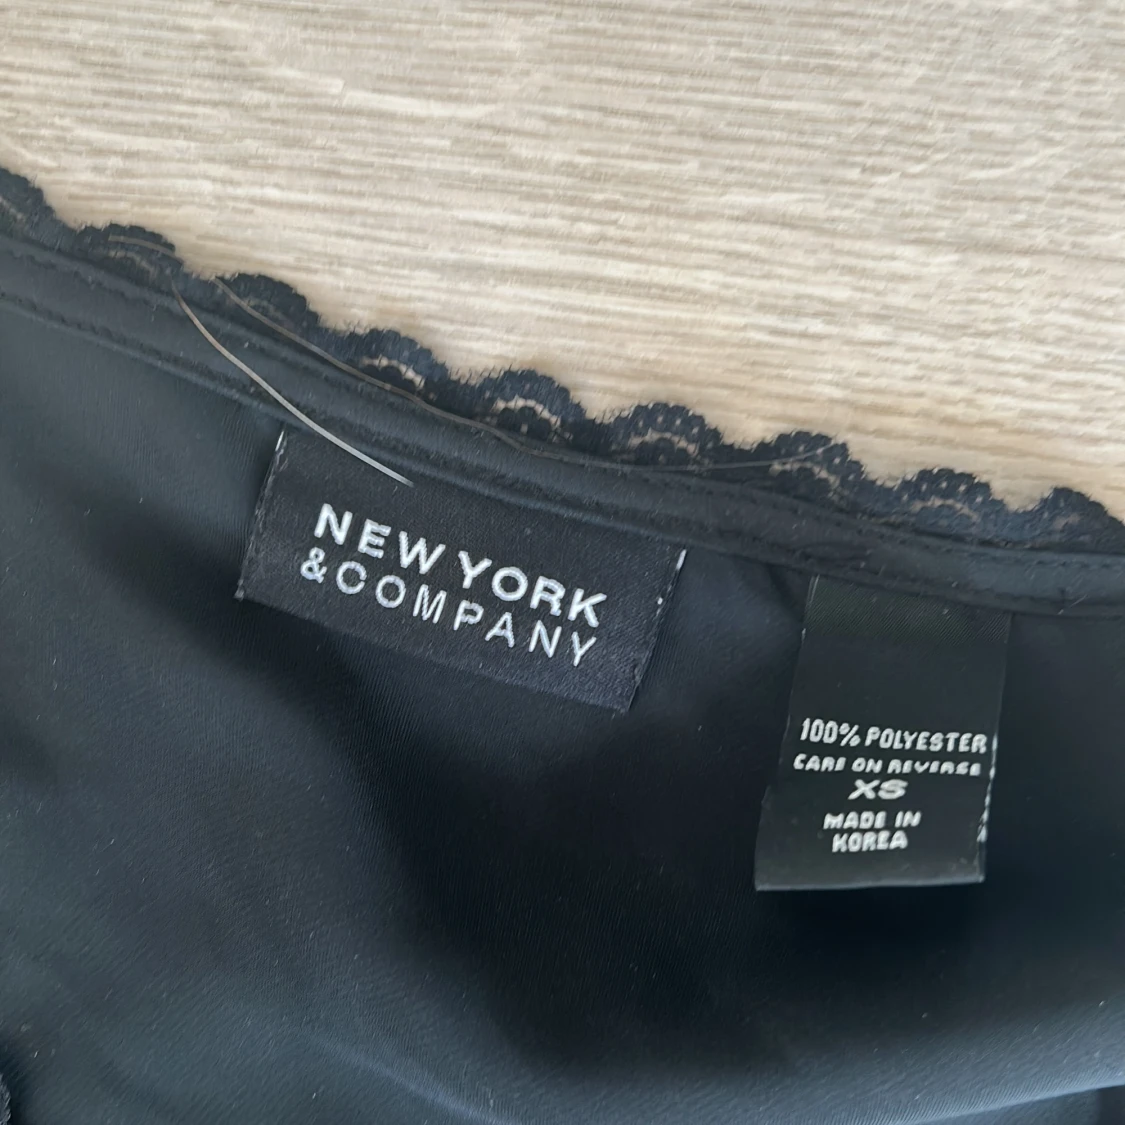 NEW YORK
& COMPANY
100% POLYESTER
CARE ON REVERSE
XS
MADE IN
KOREA